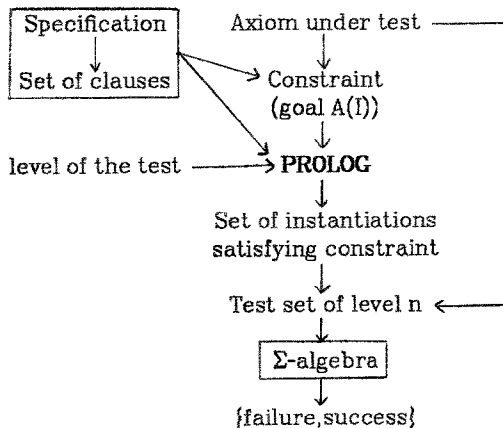 Specification
Axiom under test
Set of clauses
Constraint
(goal A(I))
level of the test
PROLOG
Set of instantiations
satisfying constraint
Test set of level n
Σ-algebra
}failure,success}